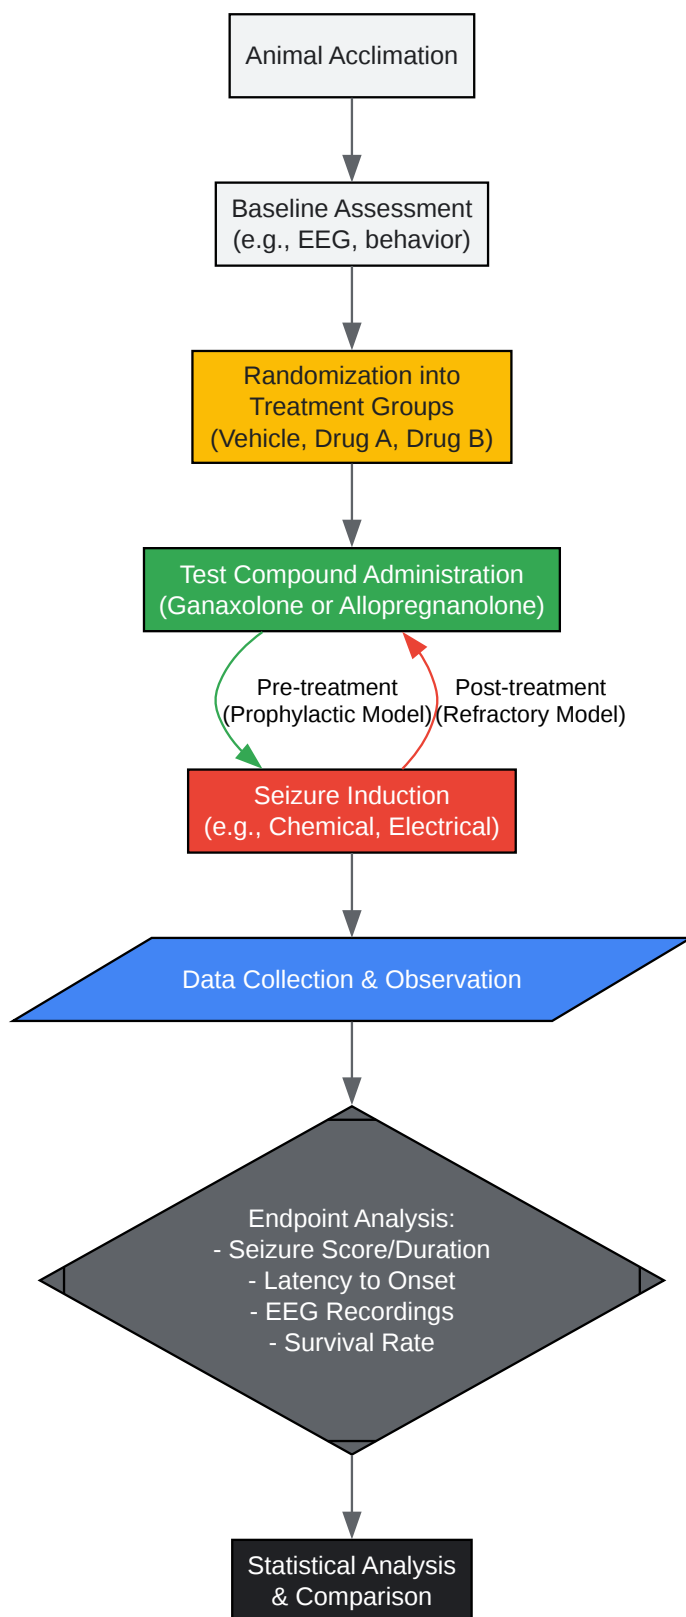 Animal Acclimation
Baseline Assessment
(e.g., EEG, behavior)
Randomization into
Treatment Groups
(Vehicle, Drug A, Drug B)
Test Compound Administration
(Ganaxolone or Allopregnanolone)
Pre-treatment
(Prophylactic Model)
Post-treatment
(Refractory Model)
Seizure Induction
(e.g., Chemical, Electrical)
Data Collection & Observation
Endpoint Analysis:
- Seizure Score/Duration
- Latency to Onset
- EEG Recordings
- Survival Rate
Statistical Analysis
& Comparison